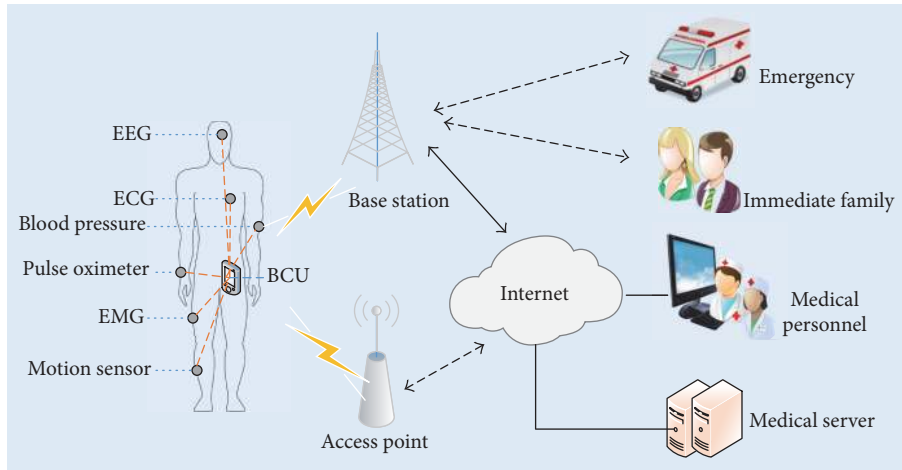 EEG
ECG
Blood pressure
Pulse oximeter
BCU
EMG
Motion sensor
Base station
Access point
Internet
Emergency
Immediate family
Medical
personnel
Medical server